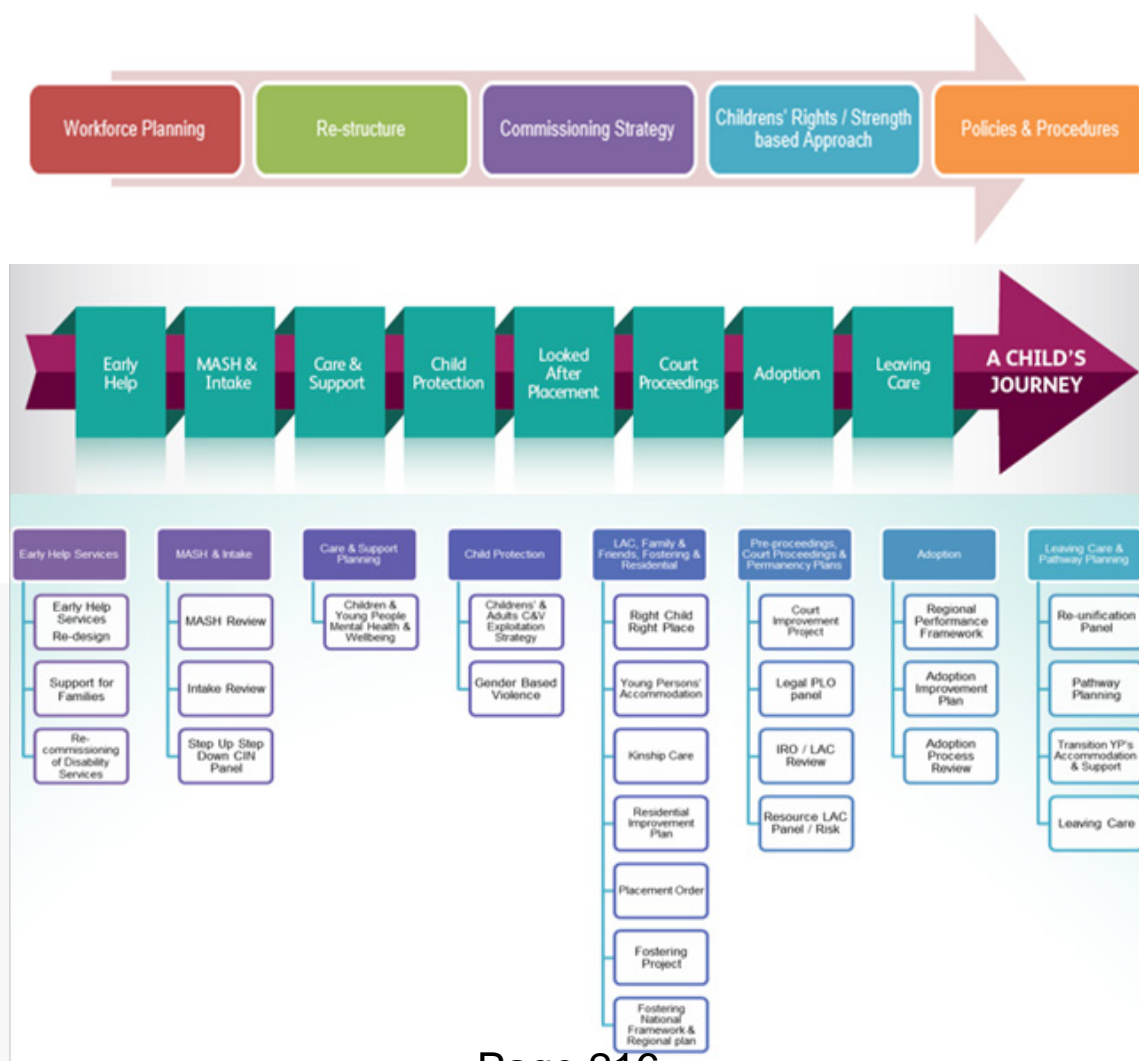 Workforce Planning
Re-structure
Commissioning Strategy
Childrens' Rights / Strength
based Approach
Policies & Procedures
Early
Help
MASH &
Intake
Care &
Support
Child
Protection
Looked
After
Placement
Court
Proceedings
Adoption
Leaving
Care
A CHILD'S
JOURNEY
Early Help Services
Early Help
Services
Re-design
Support for
Families
Re-
commissioning
of Disability
Services
MASH & Intake
MASH Review
Intake Review
Step Up Step
Down CIN
Panel
Care & Support
Planning
Children &
Young People
Mental Health &
Wellbeing
Child Protection
Childrens' &
Adults C&V
Exploitation
Strategy
Gender Based
Violence
LAC, Family &
Friends, Fostering &
Residential
Right Child
Right Place
Young Persons'
Accommodation
Kinship Care
Residential
Improvement
Plan
Placement Order
Fostering
Project
Fostering
National
Framework &
Regional plan
Pre-proceedings,
Court Proceedings &
Permanency Plans
Court
Improvement
Project
Legal PLO
panel
IRO / LAC
Review
Resource LAC
Panel / Risk
Adoption
Regional
Performance
Framework
Adoption
Improvement
Plan
Adoption
Process
Review
Leaving Care &
Pathway Planning
Re-unification
Panel
Pathway
Planning
Transition YP's
Accommodation
& Support
Leaving Care
Page 210